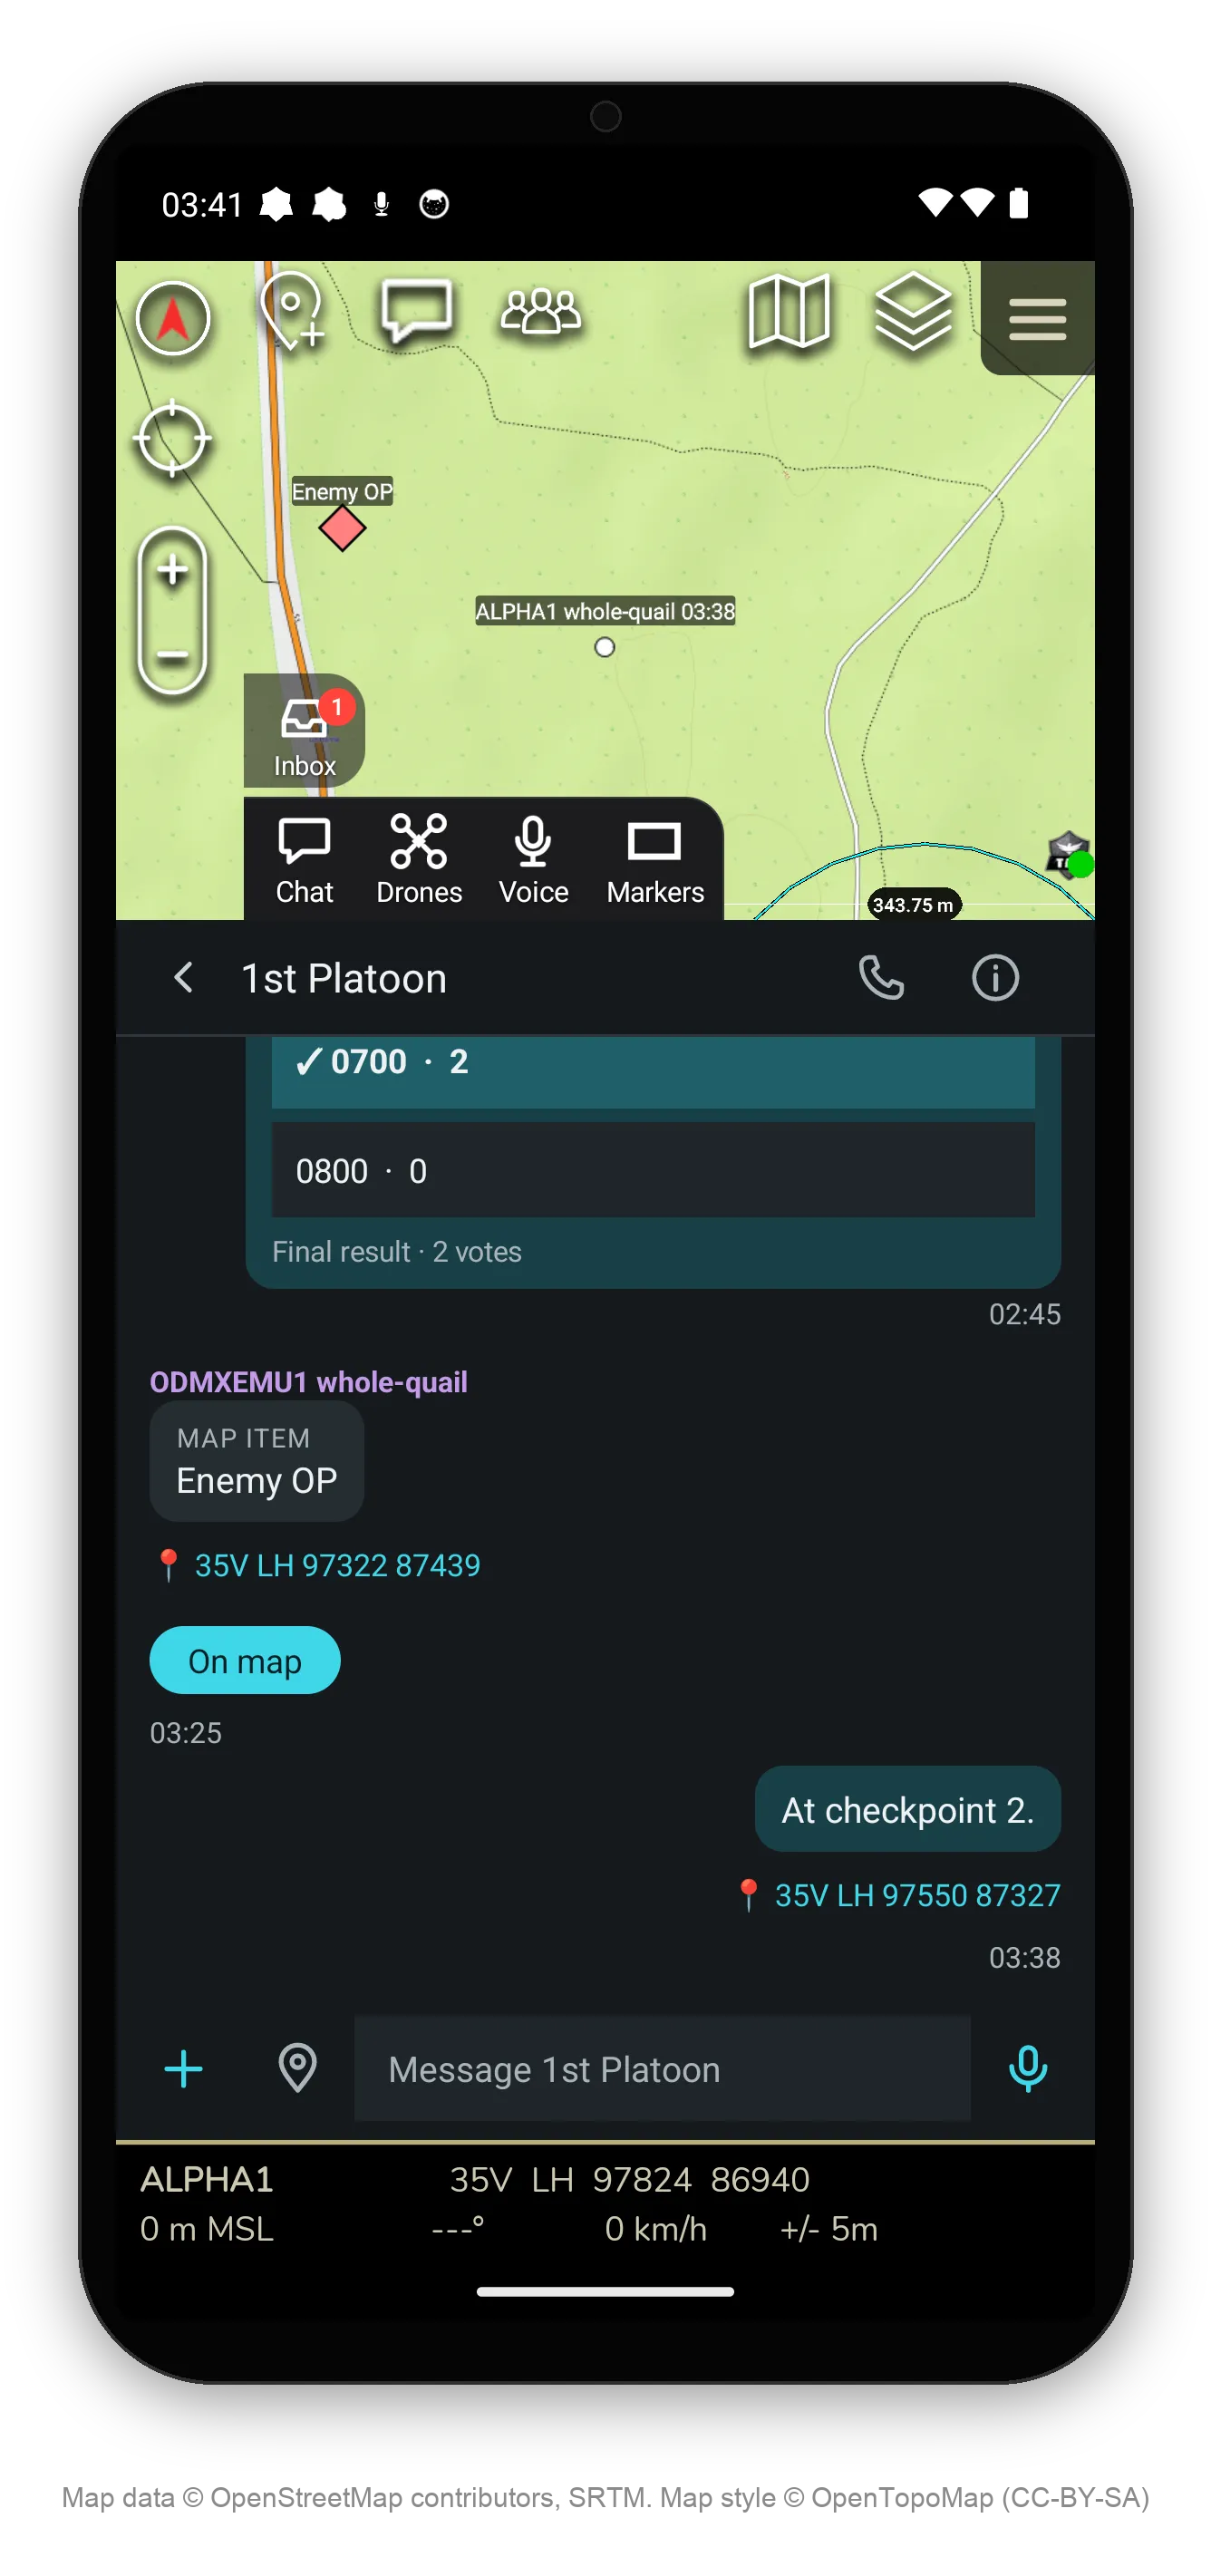 03:41
Enemy OP
ALPHA1 whole-quail 03:38
1
Inbox
Chat
Drones
Voice
Markers
343.75 m
1st Platoon
✓0700 · 2
0800 · 0
Final result · 2 votes
02:45
ODMXEMU1 whole-quail
MAP ITEM
Enemy OP
📍 35V LH 97322 87439
On map
03:25
At checkpoint 2.
📍 35V LH 97550 87327
03:38
Message 1st Platoon
ALPHA1 35V LH 97824 86940
0 m MSL ---° 0 km/h +/- 5m
Map data © OpenStreetMap contributors, SRTM. Map style © OpenTopoMap (CC-BY-SA)